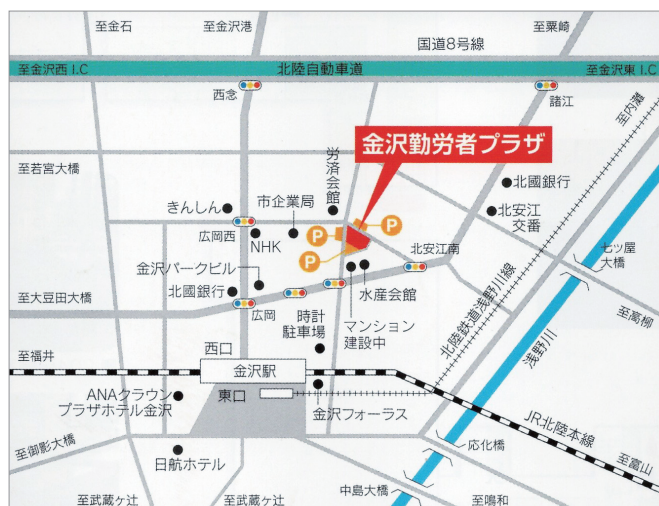 至金石
至金沢港
至粟崎
国道8号線
至金沢西 I.C
北陸自動車道
至金沢東 I.C
西念
諸江
至内灘
金沢勤労者プラザ
労済会館
至若宮大橋
北國銀行
きんしん
市企業局
P
P
P
北安江
交番
広岡西
NHK
北安江南
七ツ屋
大橋
金沢パークビル
北國銀行
水産会館
至大豆田大橋
広岡
時計
駐車場
マンション
建設中
北陸鉄道浅野川線
浅野川
至高柳
至福井
西口
金沢駅
東口
ANAクラウン
プラザホテル金沢
金沢フォーラス
JR北陸本線
至御影大橋
日航ホテル
応化橋
至富山
中島大橋
至武蔵ヶ辻
至武蔵ヶ辻
至鳴和